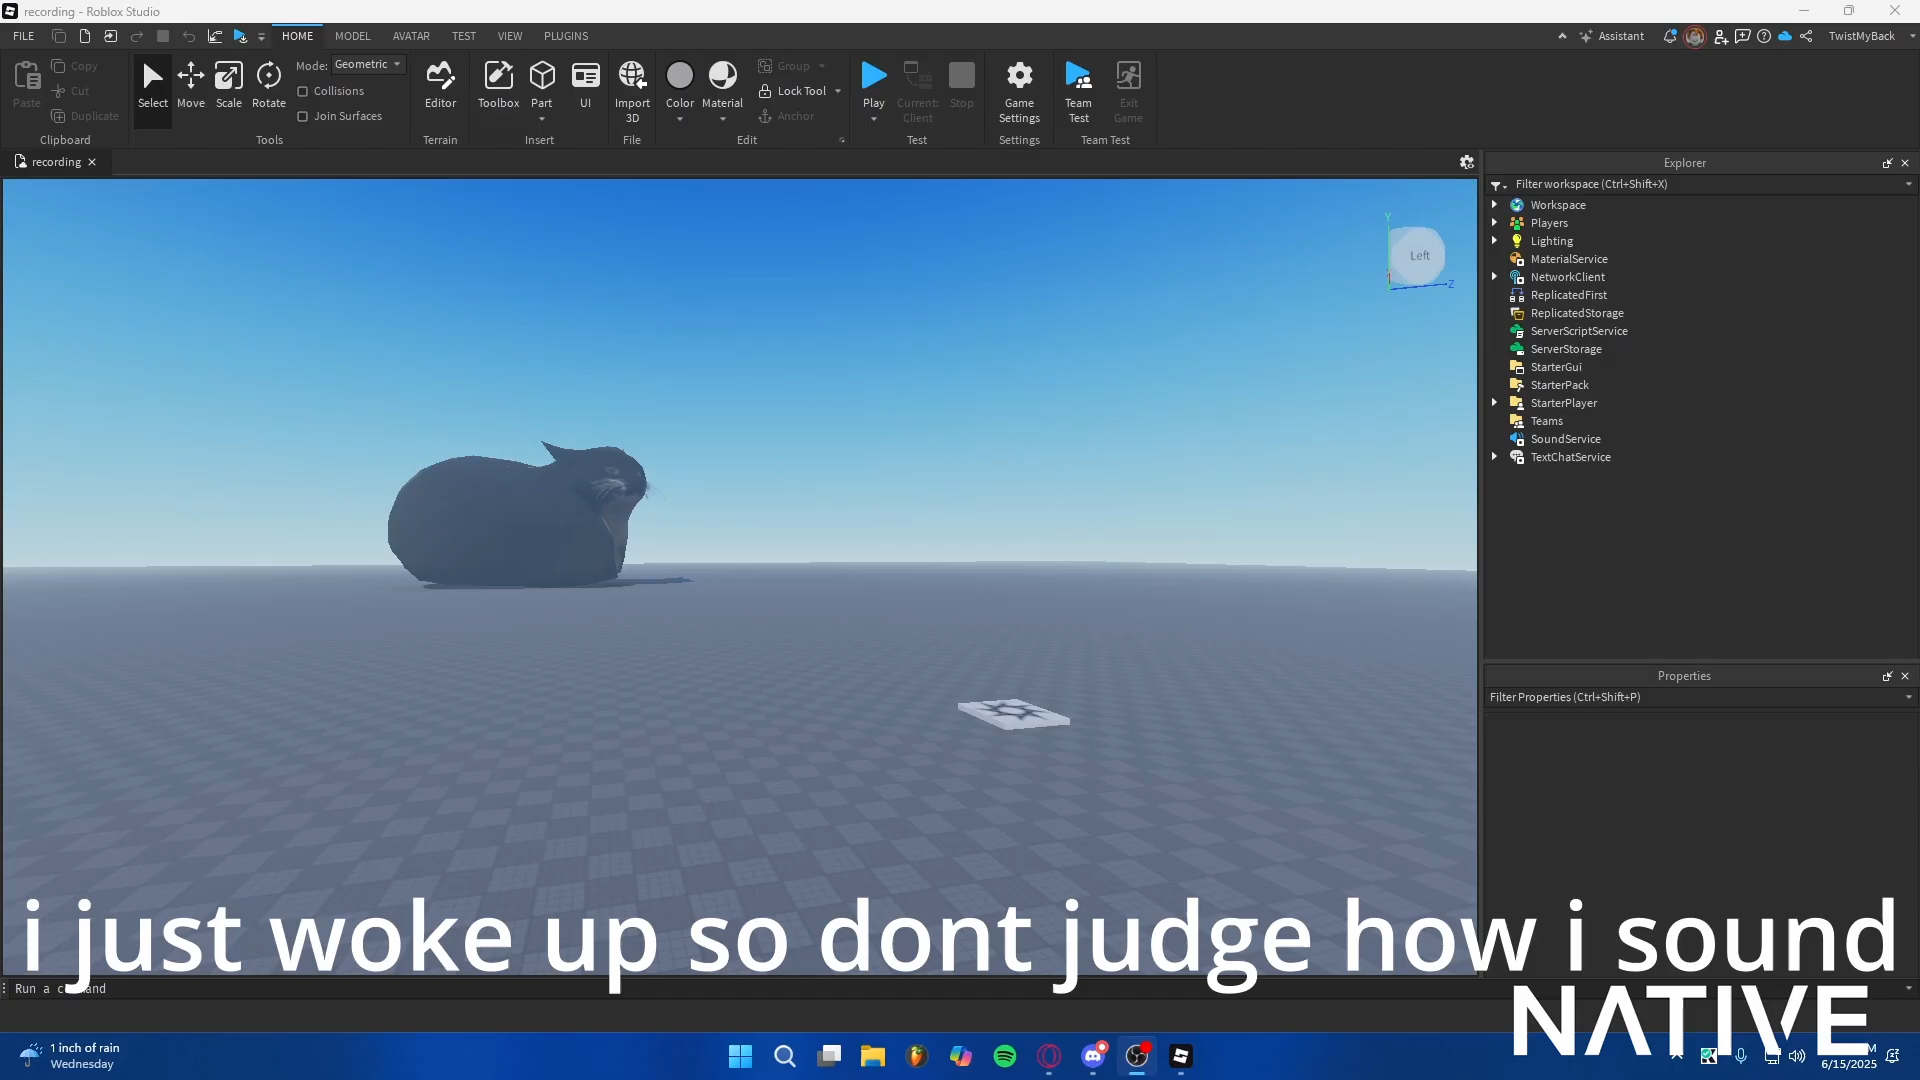 recording - Roblox Studio
FILE HOME MODEL AVATAR TEST VIEW PLUGINS Assistant TwistMyBack
Paste Copy Cut Duplicate Clipboard
Select Move Scale Rotate Mode: Geometric Collisions Join Surfaces Tools
Editor Terrain
Toolbox Part UI Insert
Import 3D File
Color Material Group Lock Tool Anchor Edit
Play Current: Client Stop Test
Game Settings Settings
Team Test Exit Game Team Test
recording
Explorer
Filter workspace (Ctrl+Shift+X)
Workspace
Players
Lighting
MaterialService
NetworkClient
ReplicatedFirst
ReplicatedStorage
ServerScriptService
ServerStorage
StarterGui
StarterPack
StarterPlayer
Teams
SoundService
TextChatService
Y
Left
Z
Properties
Filter Properties (Ctrl+Shift+P)
i just woke up so dont judge how i sound
Run a
NATIVE
1 inch of rain
Wednesday
6/15/2025